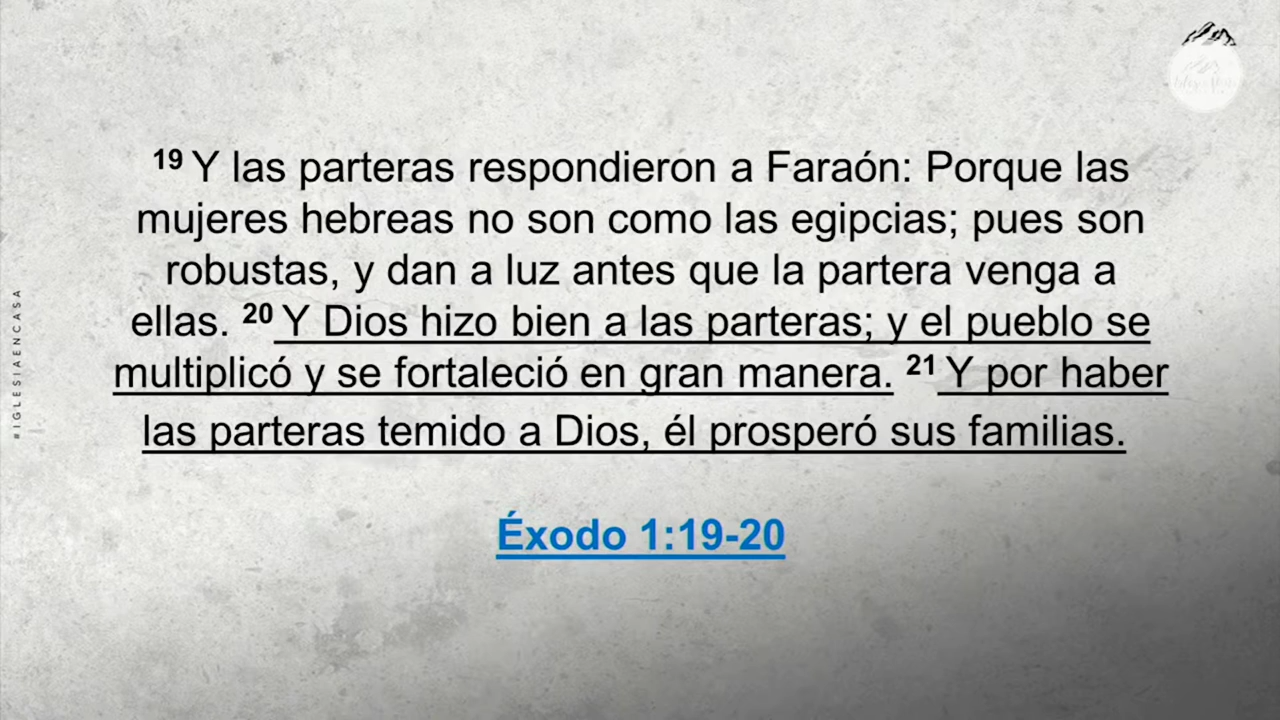 19 Y las parteras respondieron a Faraón: Porque las
mujeres hebreas no son como las egipcias; pues son
robustas, y dan a luz antes que la partera venga a
ellas. 20 Y Dios hizo bien a las parteras; y el pueblo se
multiplicó y se fortaleció en gran manera. 21 Y por haber
las parteras temido a Dios, él prosperó sus familias.
Éxodo 1:19-20
#IGLESIAENCASA